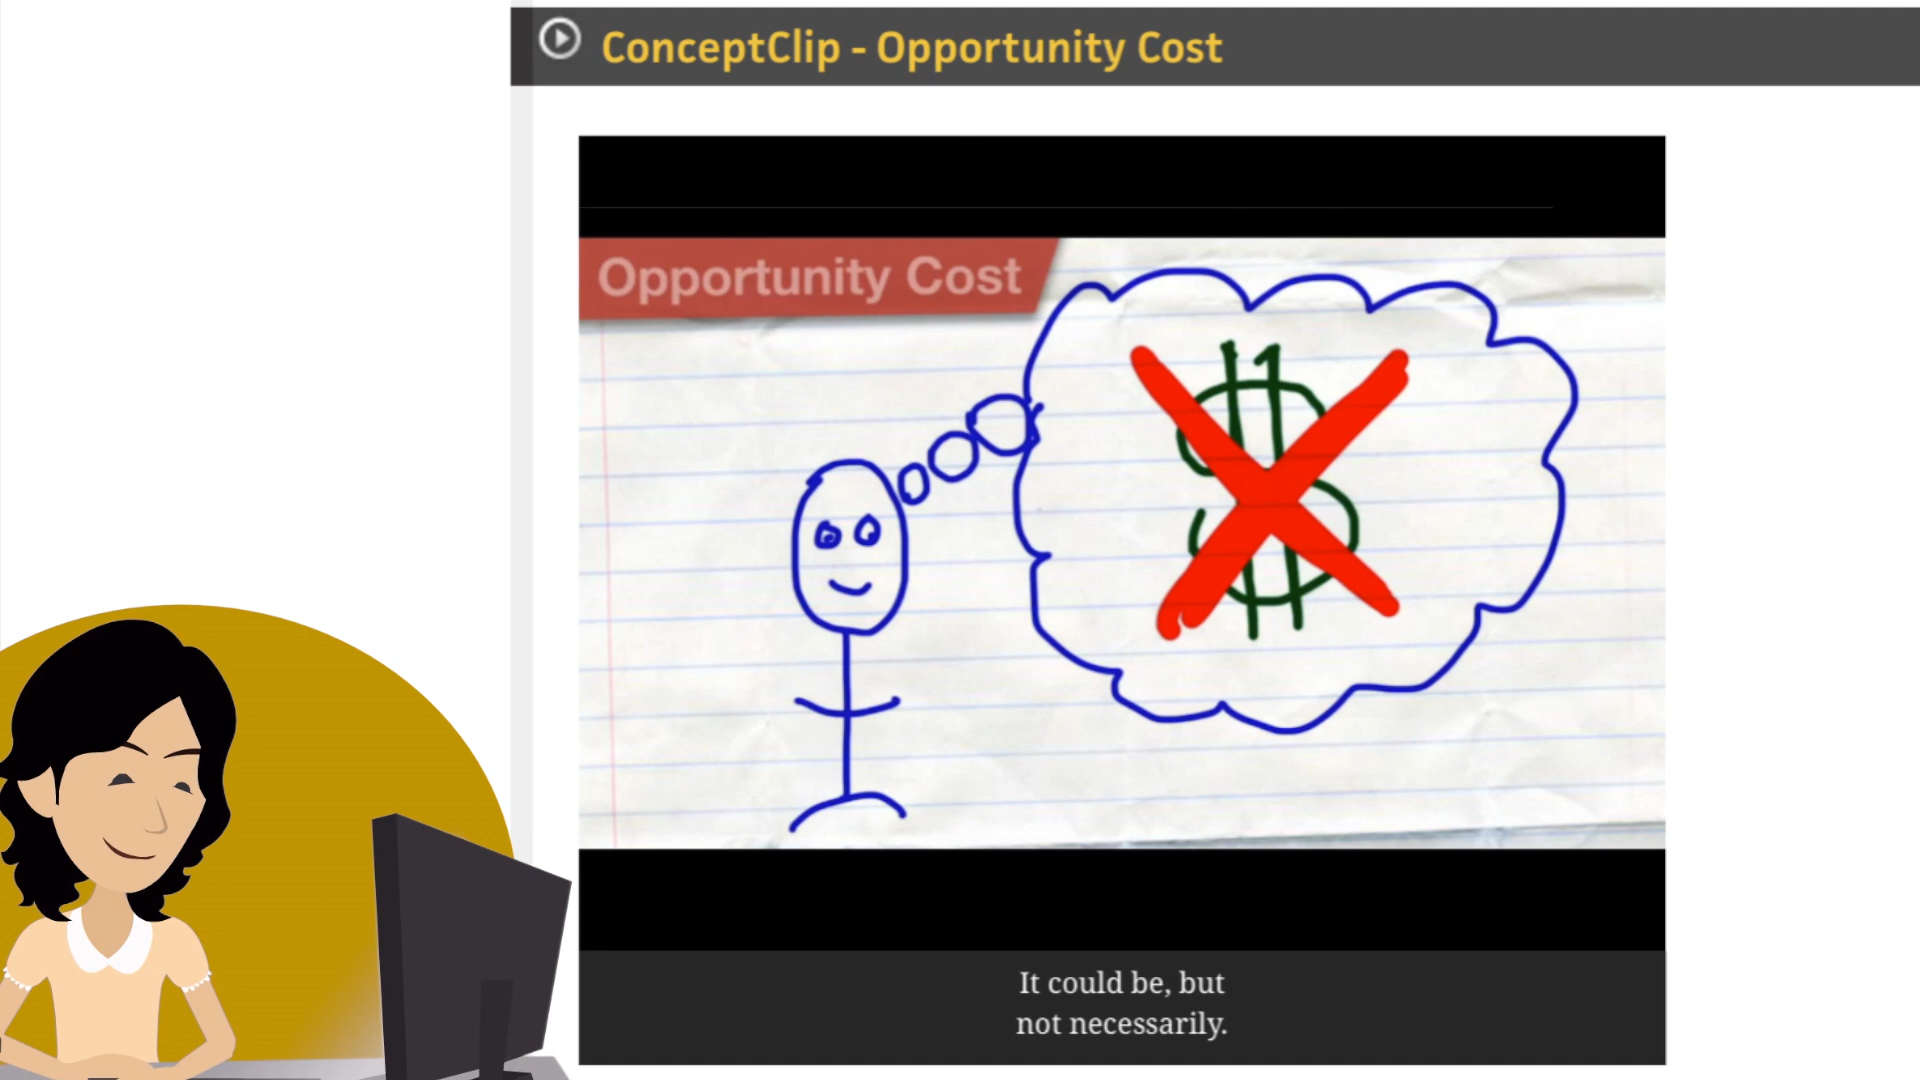 ConceptClip - Opportunity Cost
Opportunity Cost
$
It could be, but
not necessarily.